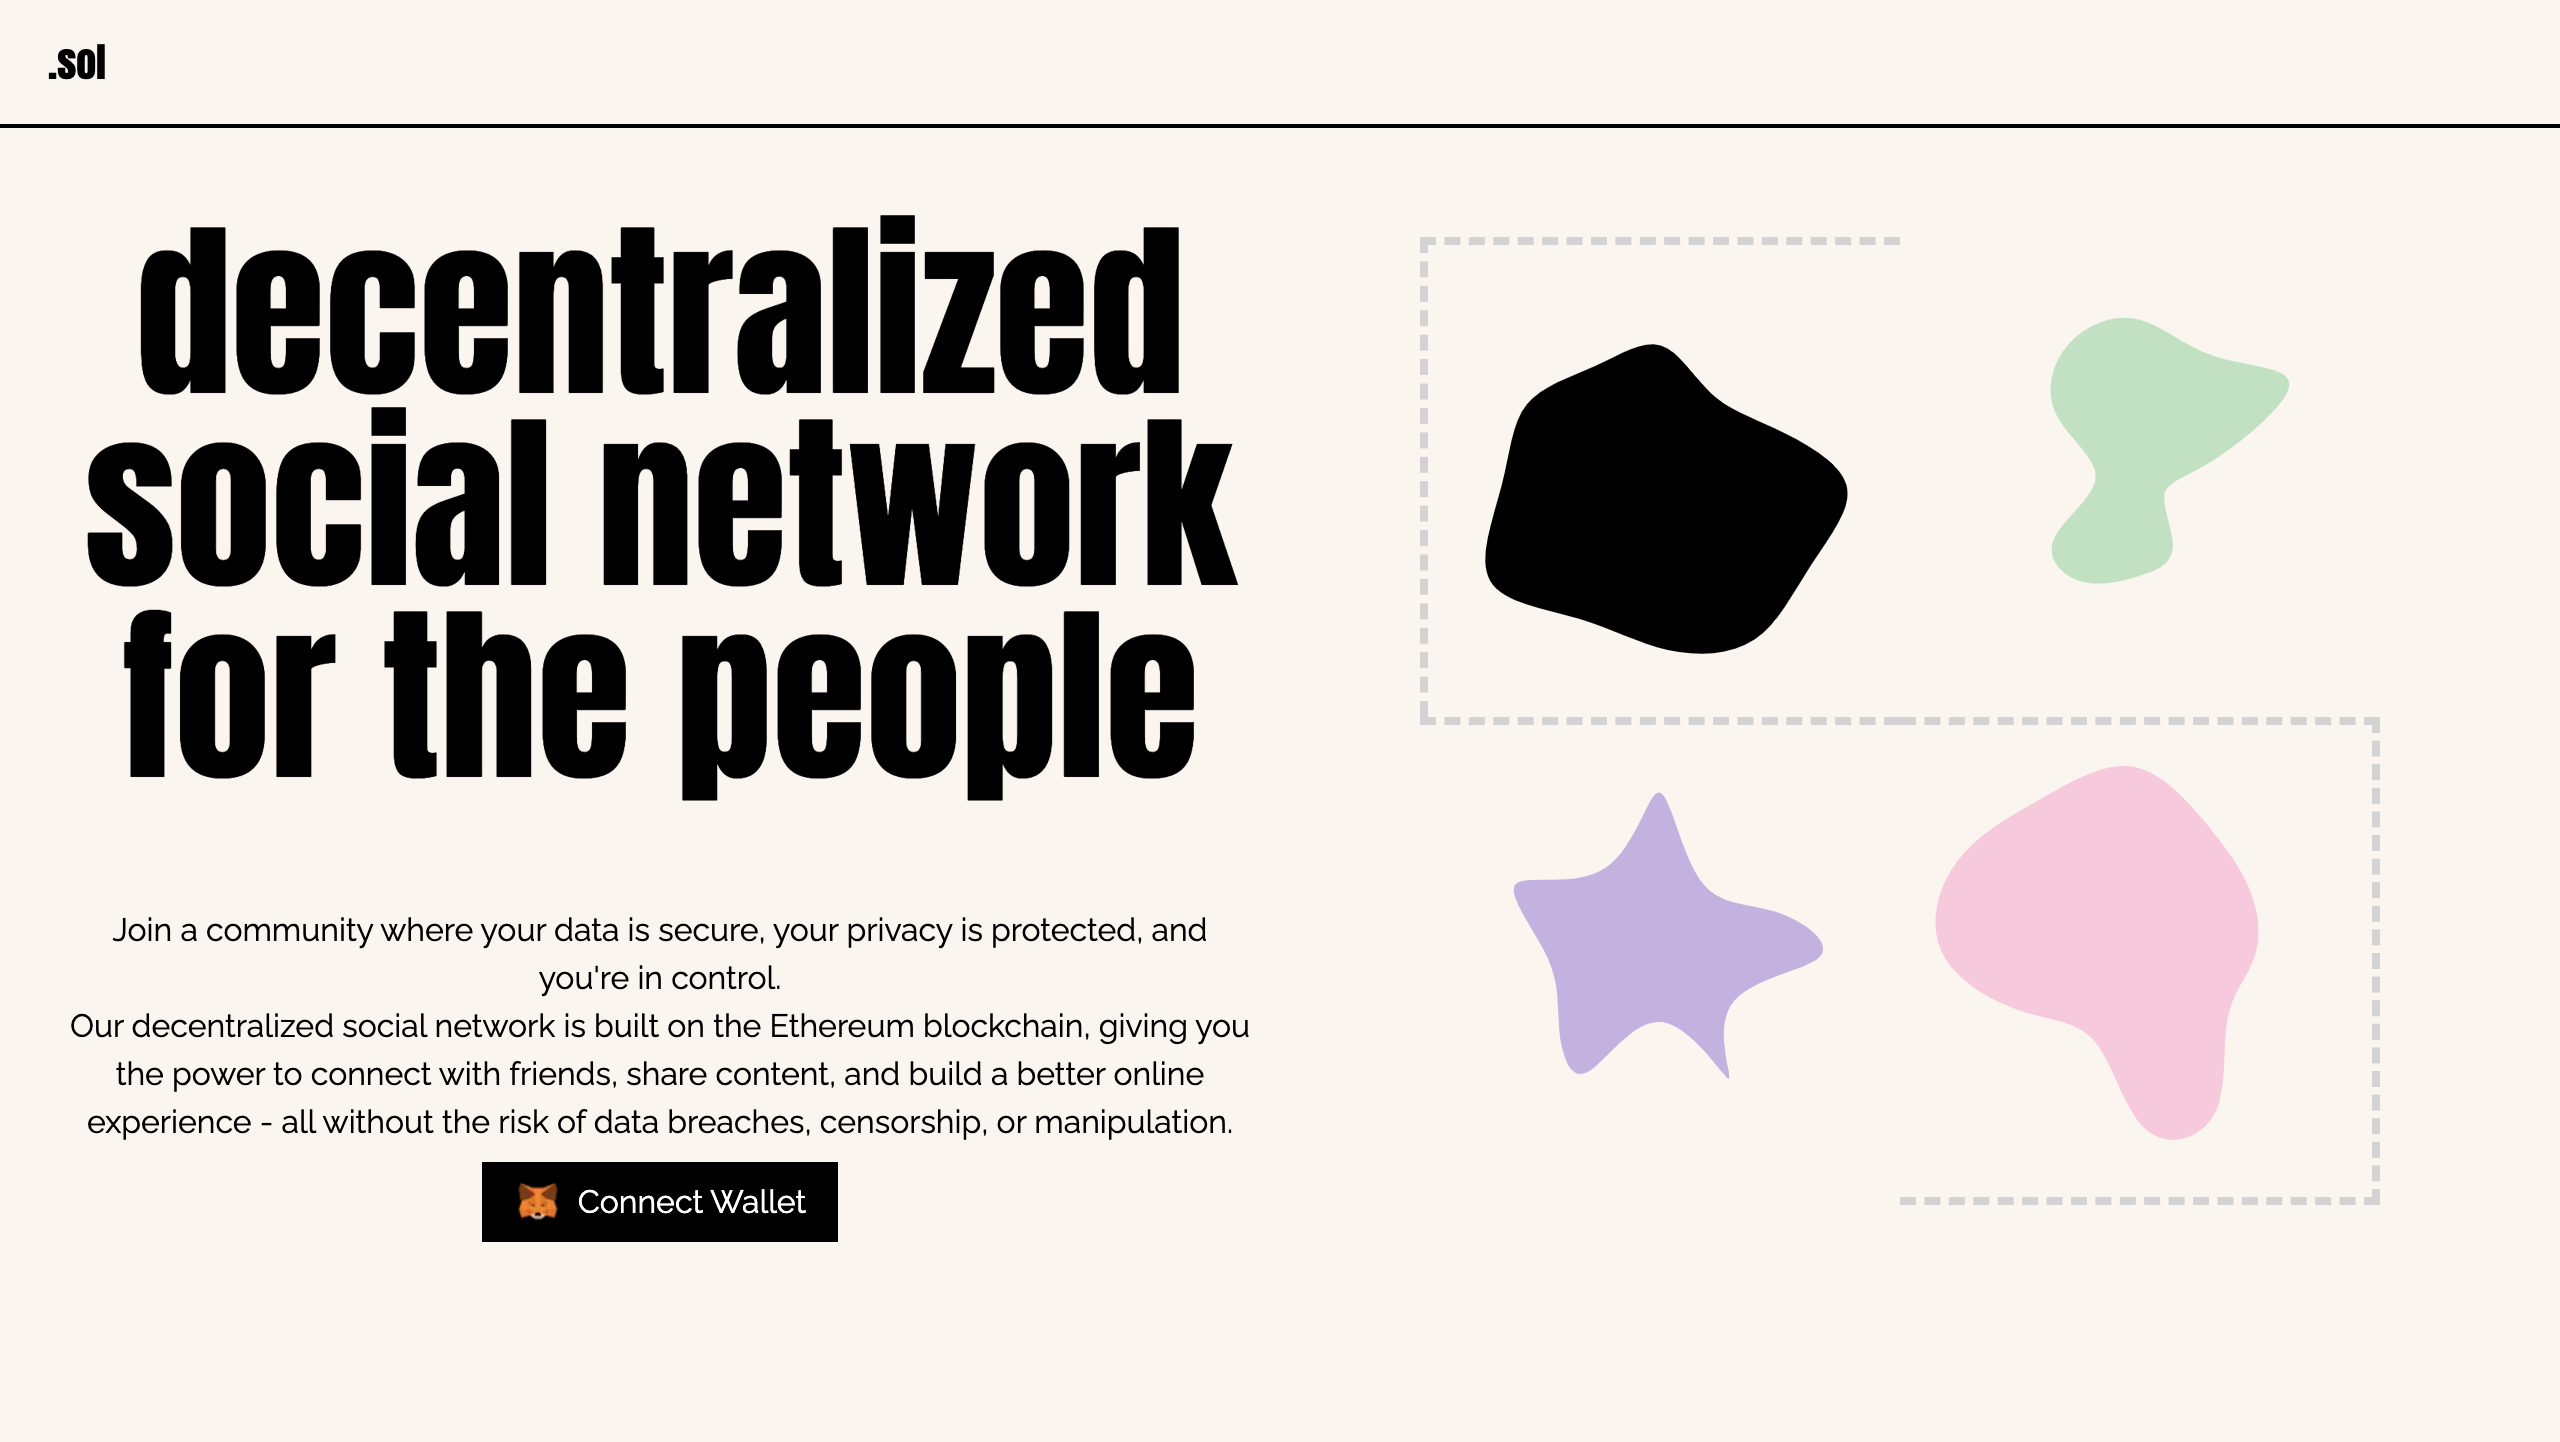 .sol
decentralized
social network
for the people
Join a community where your data is secure, your privacy is protected, and
you're in control.
Our decentralized social network is built on the Ethereum blockchain, giving you
the power to connect with friends, share content, and build a better online
experience - all without the risk of data breaches, censorship, or manipulation.
Connect Wallet